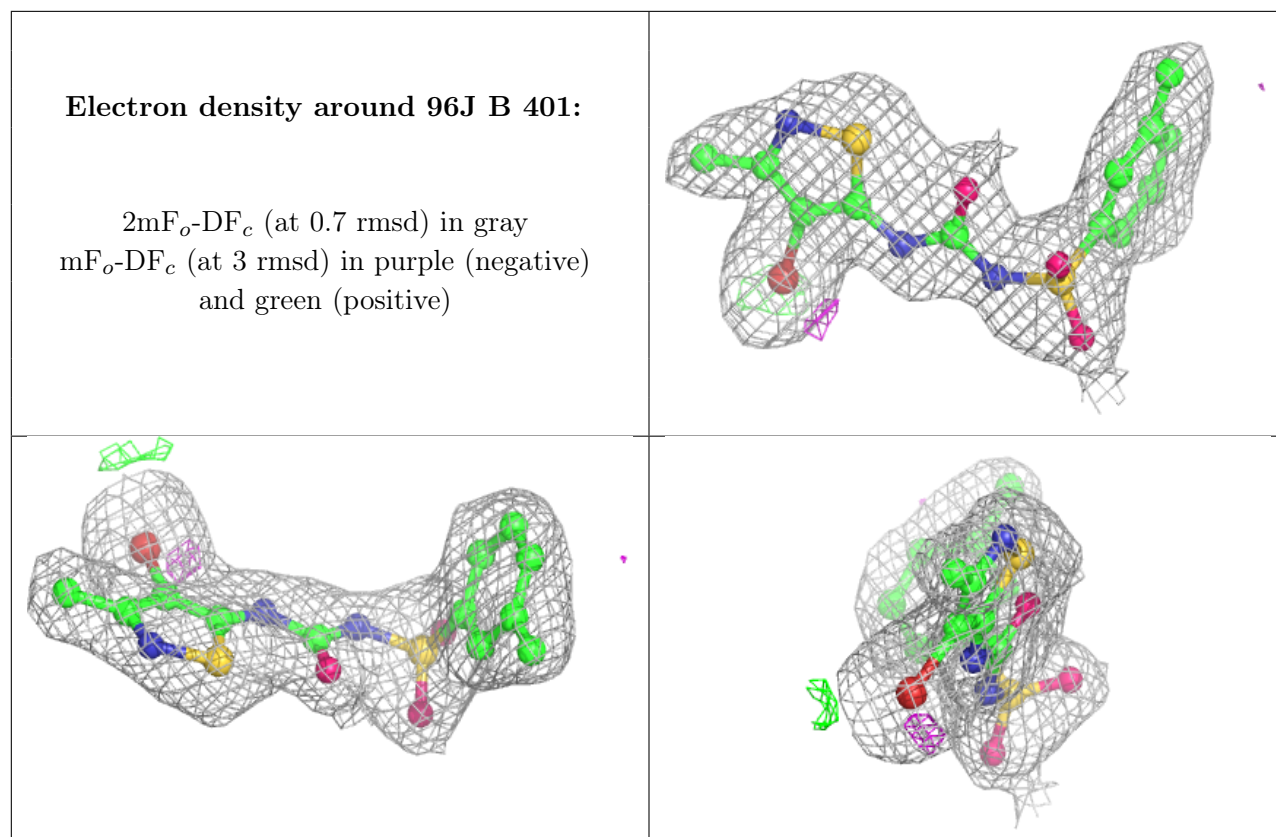 Electron density around 96J B 401:
2mFo-DFc (at 0.7 rmsd) in gray
mFo-DFc (at 3 rmsd) in purple (negative)
and green (positive)